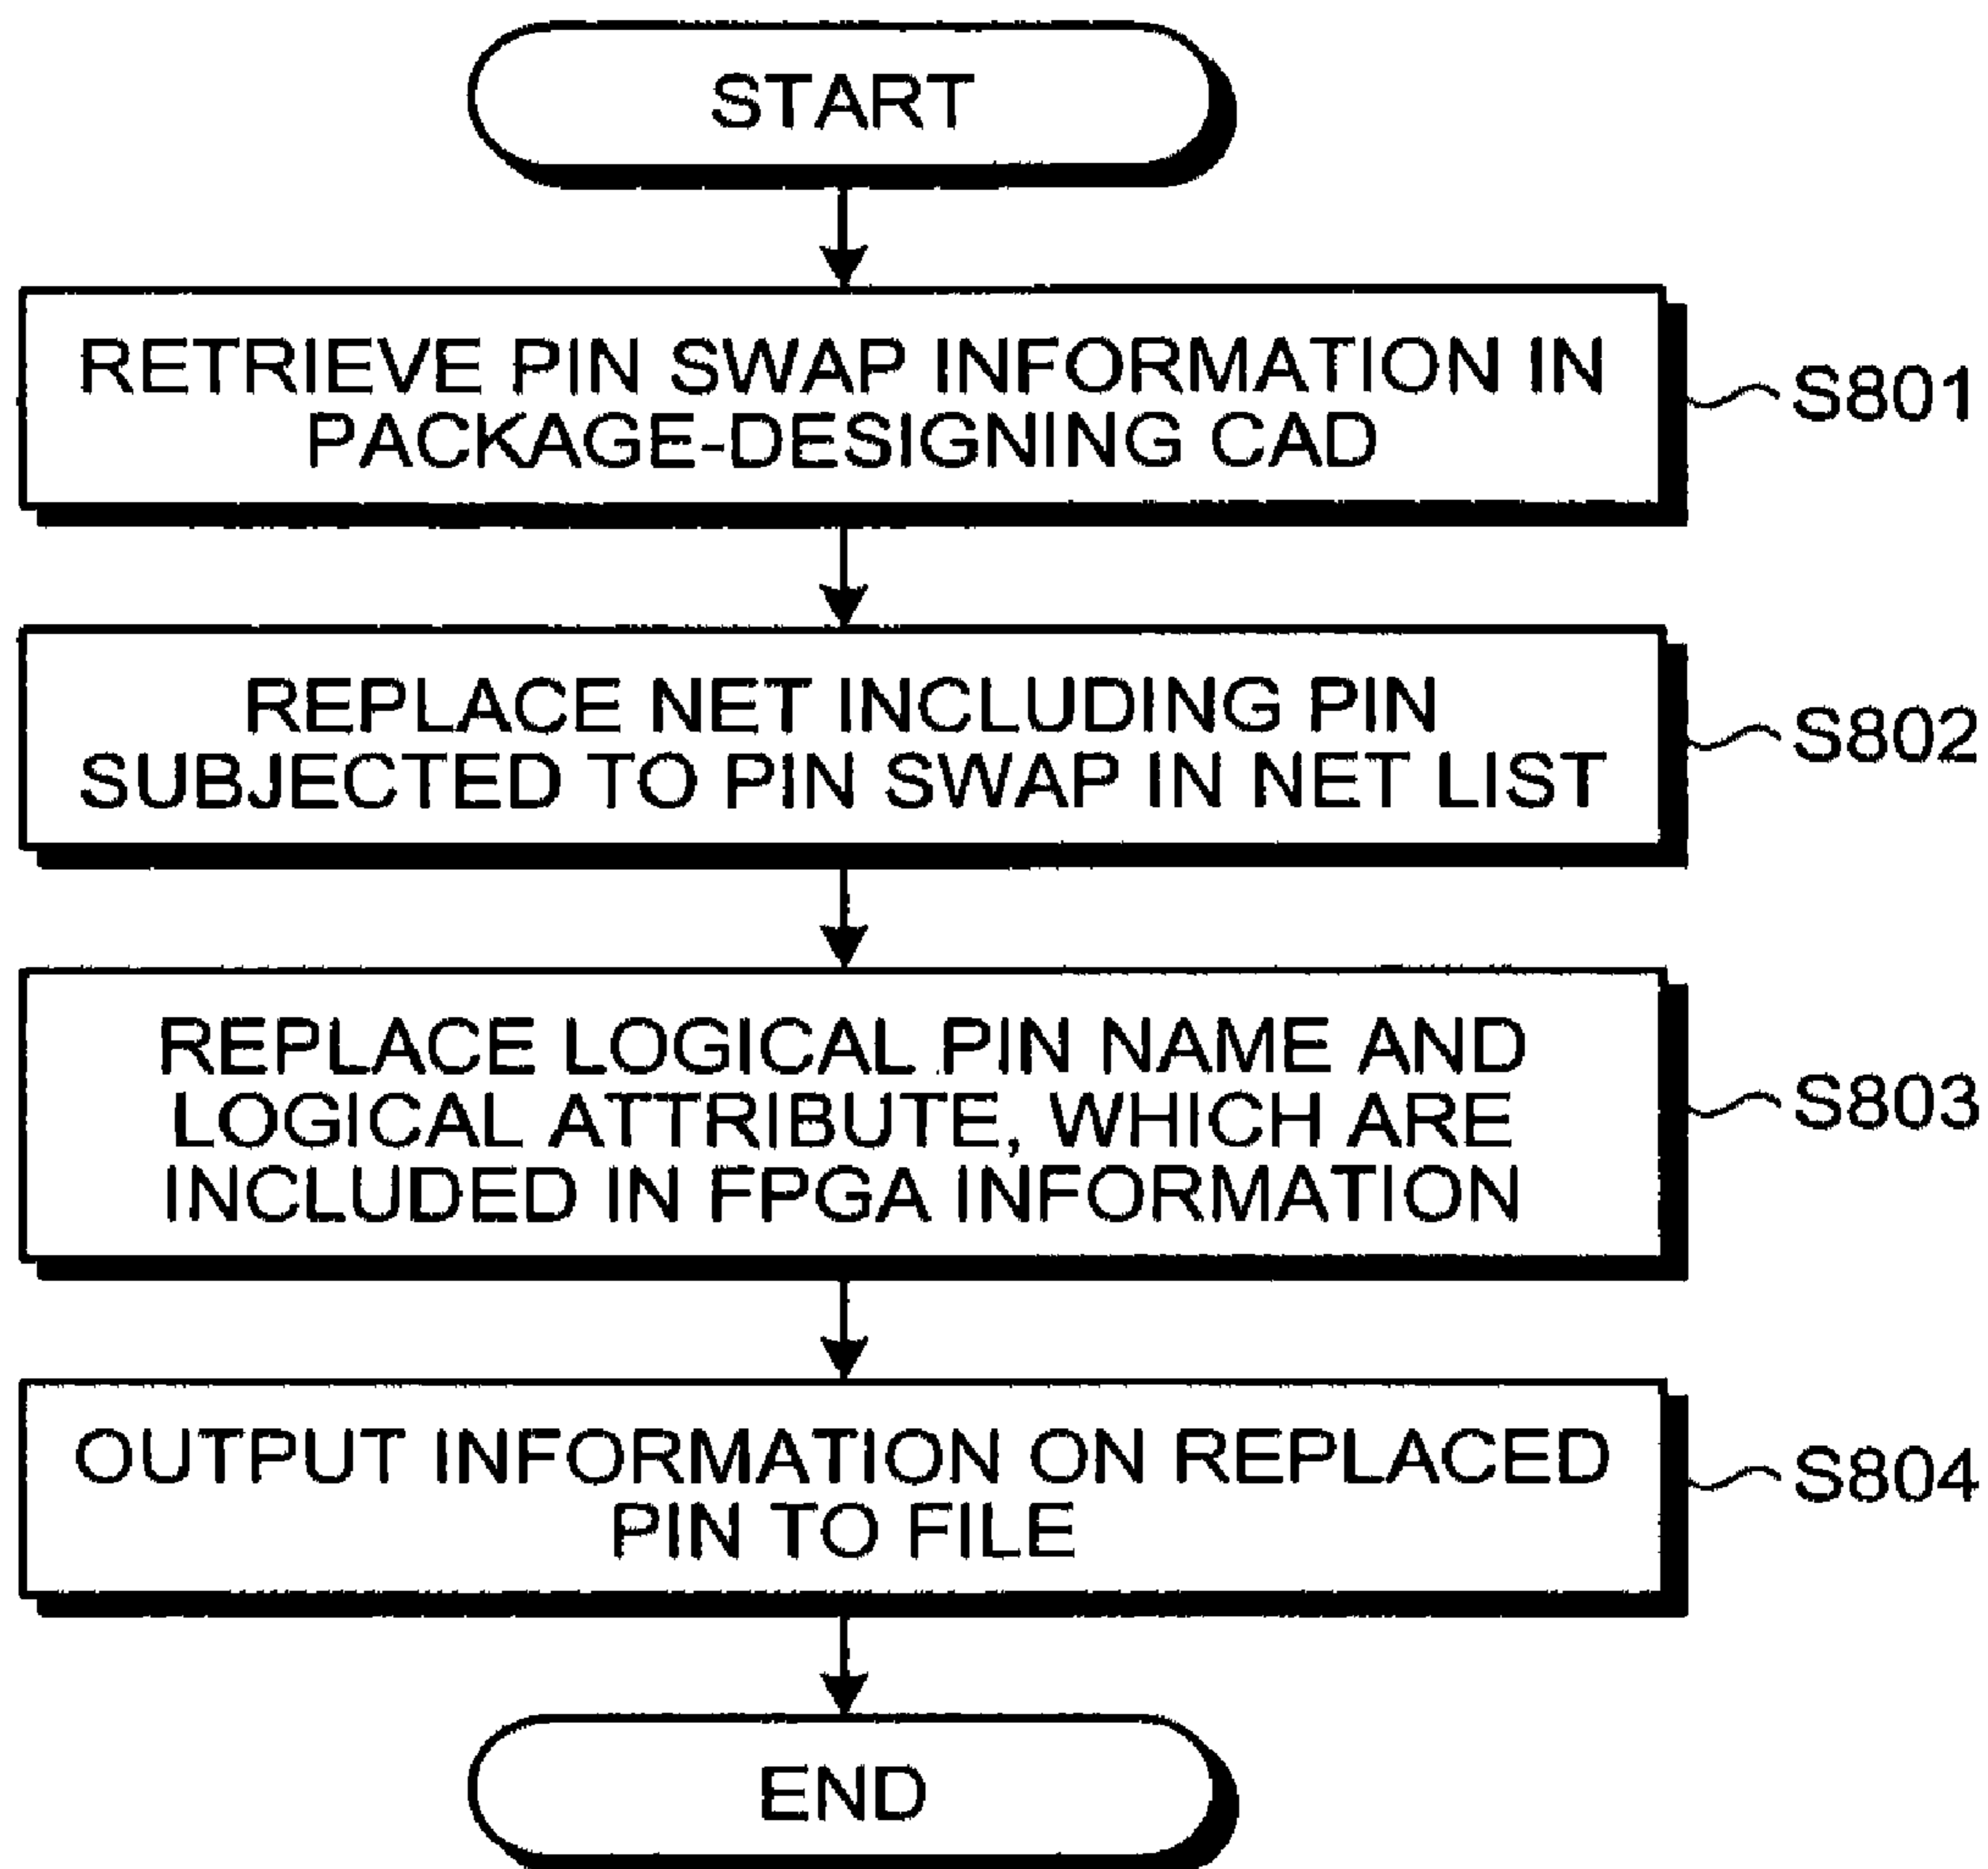 START
RETRIEVE PIN SWAP INFORMATION IN
PACKAGE-DESIGNING CAD
S801
REPLACE NET INCLUDING PIN
SUBJECTED TO PIN SWAP IN NET LIST
S802
REPLACE LOGICAL PIN NAME AND
LOGICAL ATTRIBUTE, WHICH ARE
INCLUDED IN FPGA INFORMATION
S803
OUTPUT INFORMATION ON REPLACED
PIN TO FILE
S804
END